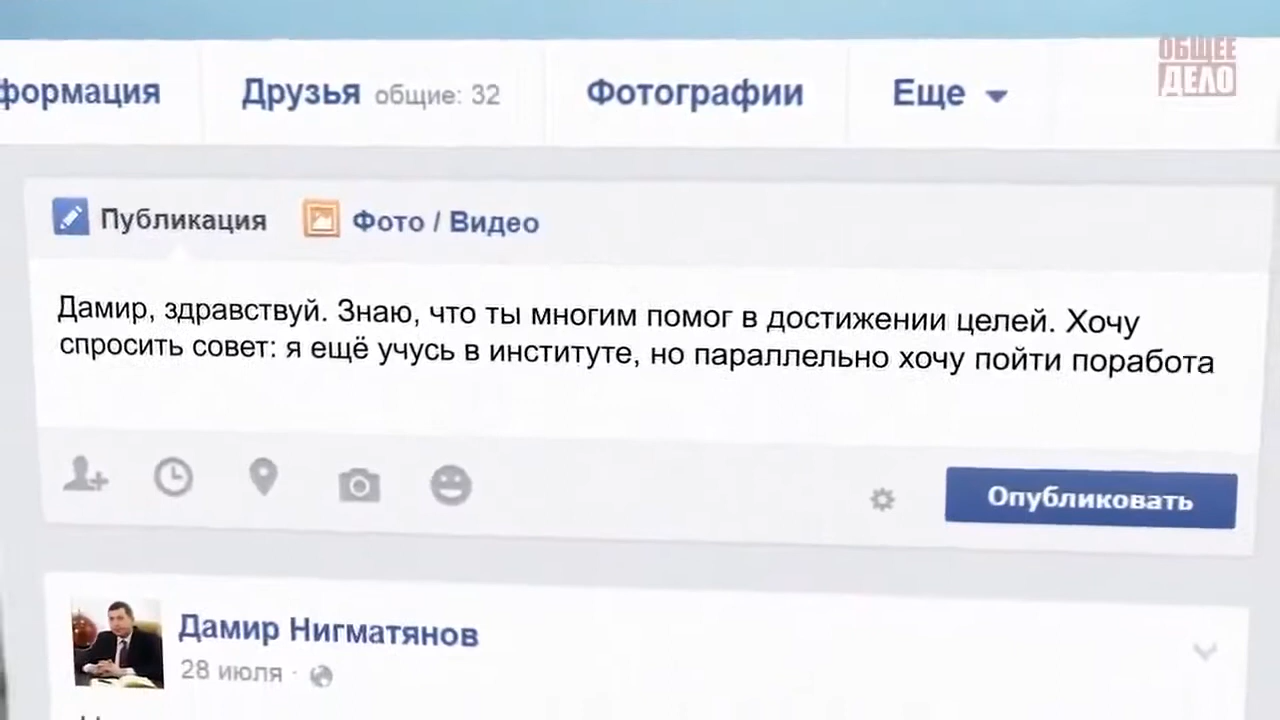 ОБЩЕЕ
ДЕЛО
формация
Друзья общие: 32
Фотографии
Еще
Публикация
Фото / Видео
Дамир, здравствуй. Знаю, что ты многим помог в достижении целей. Хочу
спросить совет: я ещё учусь в институте, но параллельно хочу пойти поработа
Опубликовать
Дамир Нигматянов
28 июля ·